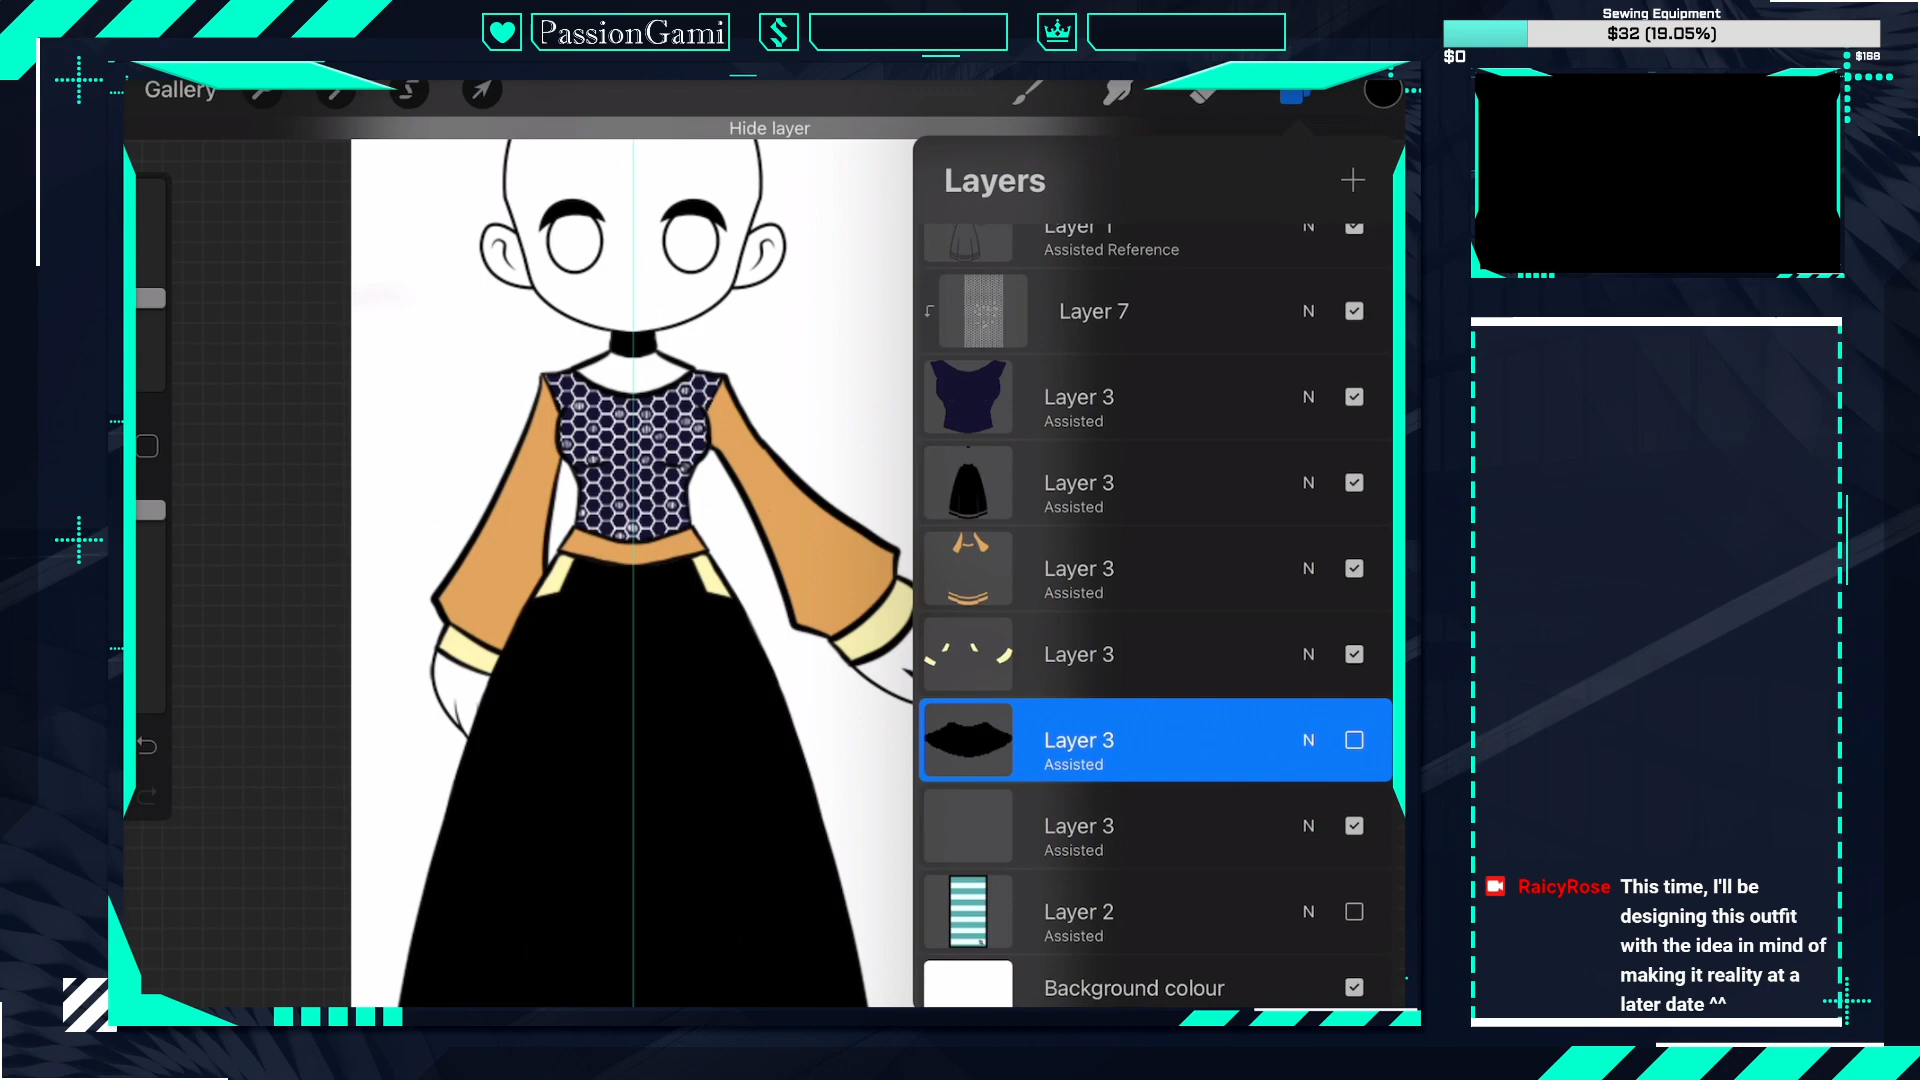 PassionGami
Sewing Equipment
$32 (19.05%)
$0
$168
Gallery
Hide layer
Layers
Layer 1
N
Assisted Reference
Layer 7
N
Layer 3
N
Assisted
Layer 3
N
Assisted
Layer 3
N
Assisted
Layer 3
N
Layer 3
N
Assisted
Layer 3
N
Assisted
Layer 2
N
Assisted
Background colour
RaicyRose This time, I'll be
designing this outfit
with the idea in mind of
making it reality at a
later date ^^